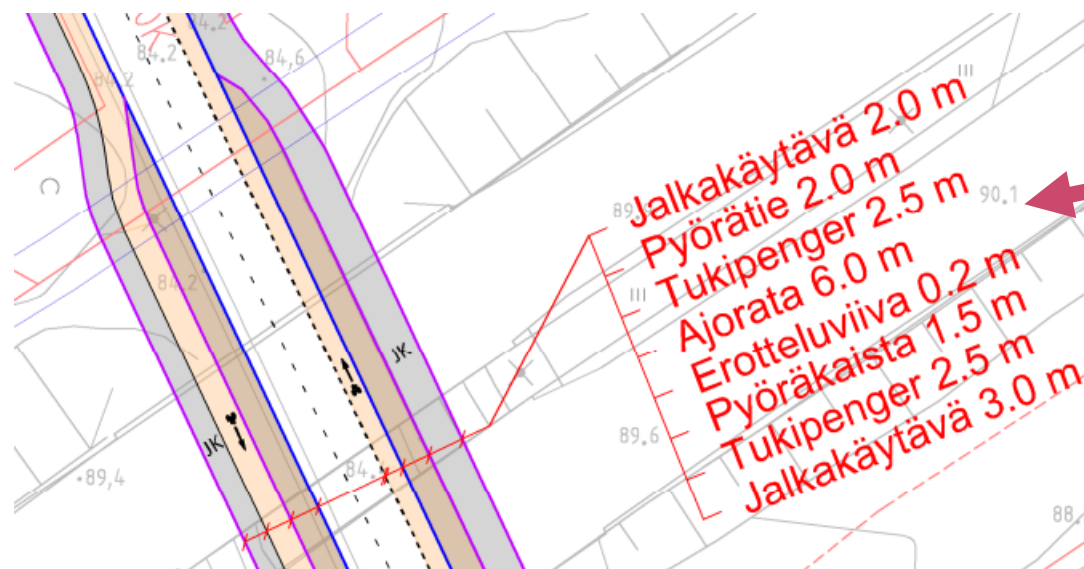 84.2
84.2
84,6
84.2
III
Jalkakäytävä 2.0 m
Pyörätie 2.0 m
Tukipenger 2.5 m
Ajorata 6.0 m
Erotteluviiva 0.2 m
Pyöräkaista 1.5 m
Tukipenger 2.5 m
Jalkakäytävä 3.0 m
90.1
84.2
III
JK
JK
89.6
89,4
88.